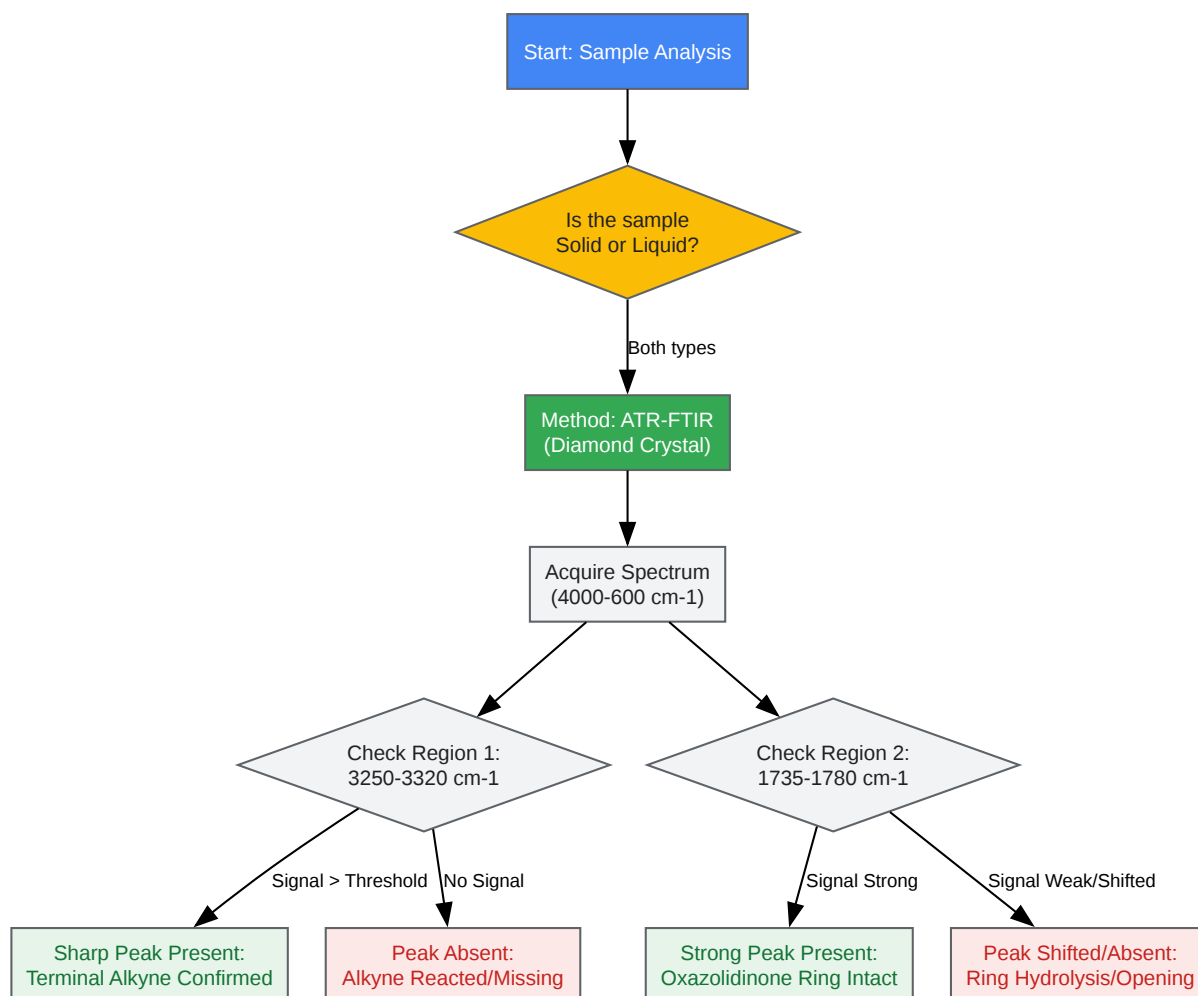 Start: Sample Analysis
Is the sample
Solid or Liquid?
Both types
Method: ATR-FTIR
(Diamond Crystal)
Acquire Spectrum
(4000-600 cm-1)
Check Region 1:
3250-3320 cm-1
Check Region 2:
1735-1780 cm-1
Signal > Threshold
No Signal
Signal Strong
Signal Weak/Shifted
Sharp Peak Present:
Terminal Alkyne Confirmed
Peak Absent:
Alkyne Reacted/Missing
Strong Peak Present:
Oxazolidinone Ring Intact
Peak Shifted/Absent:
Ring Hydrolysis/Opening